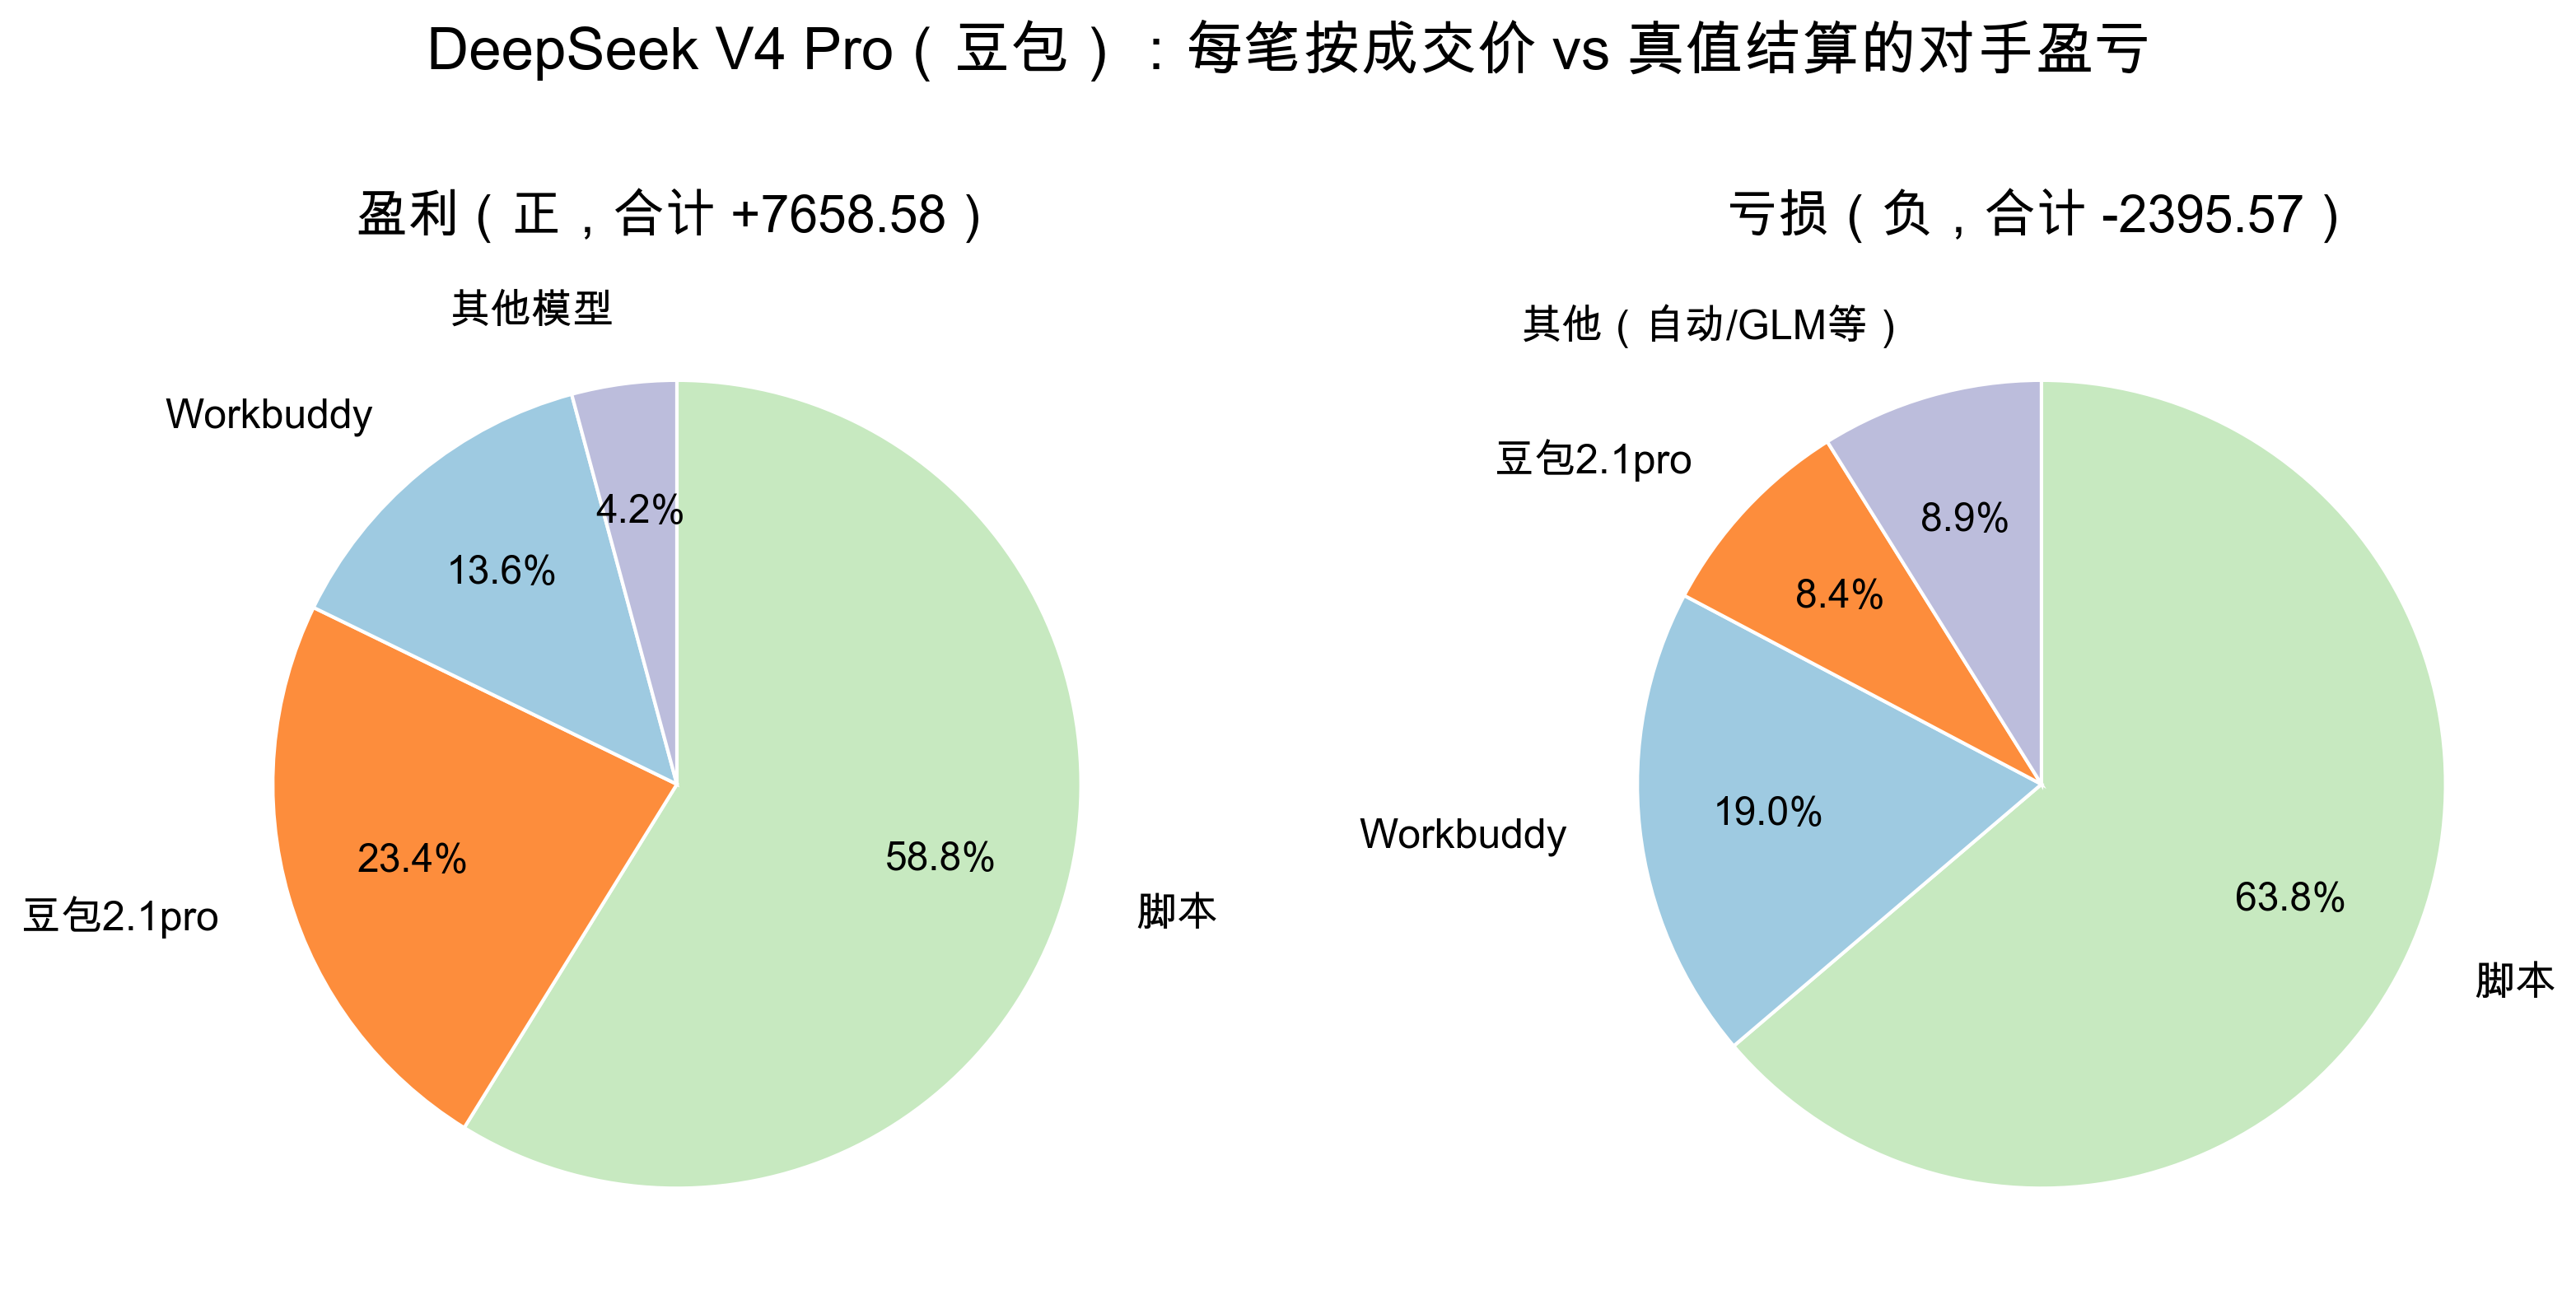 DeepSeek V4 Pro（豆包）：每笔按成交价 vs 真值结算的对手盈亏
盈利（正，合计 +7658.58）
其他模型
Workbuddy
4.2%
13.6%
23.4%
58.8%
豆包2.1pro
脚本
亏损（负，合计 -2395.57）
其他（自动/GLM等）
豆包2.1pro
8.9%
8.4%
19.0%
Workbuddy
63.8%
脚本